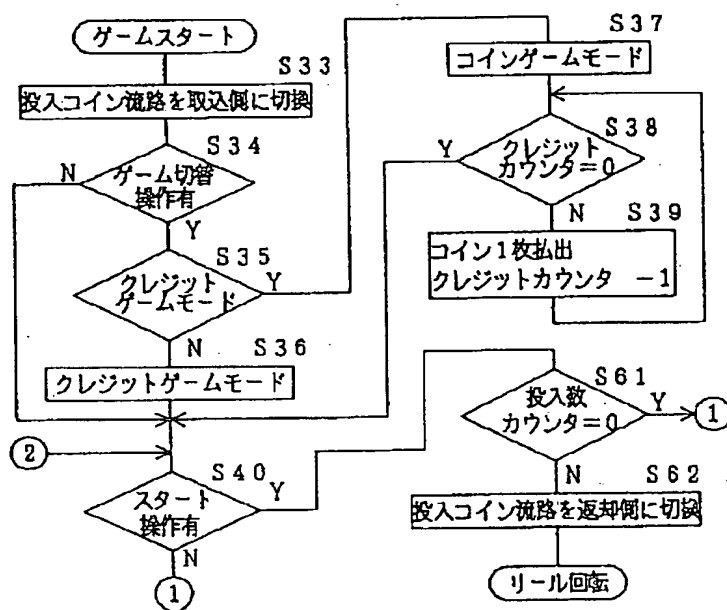 ゲームスタート
S33
投入コイン流路を取込側に切換
S34
N
ゲーム切替
操作有
Y
S35
クレジット
ゲームモード
Y
N
S36
クレジットゲームモード
2
S40
スタート
操作有
Y
N
1
S37
コインゲームモード
S38
Y
クレジット
カウンタ=0
N
S39
コイン1枚払出
クレジットカウンタ −1
S61
投入数
カウンタ=0
Y
1
N
S62
投入コイン流路を返却側に切換
リール回転